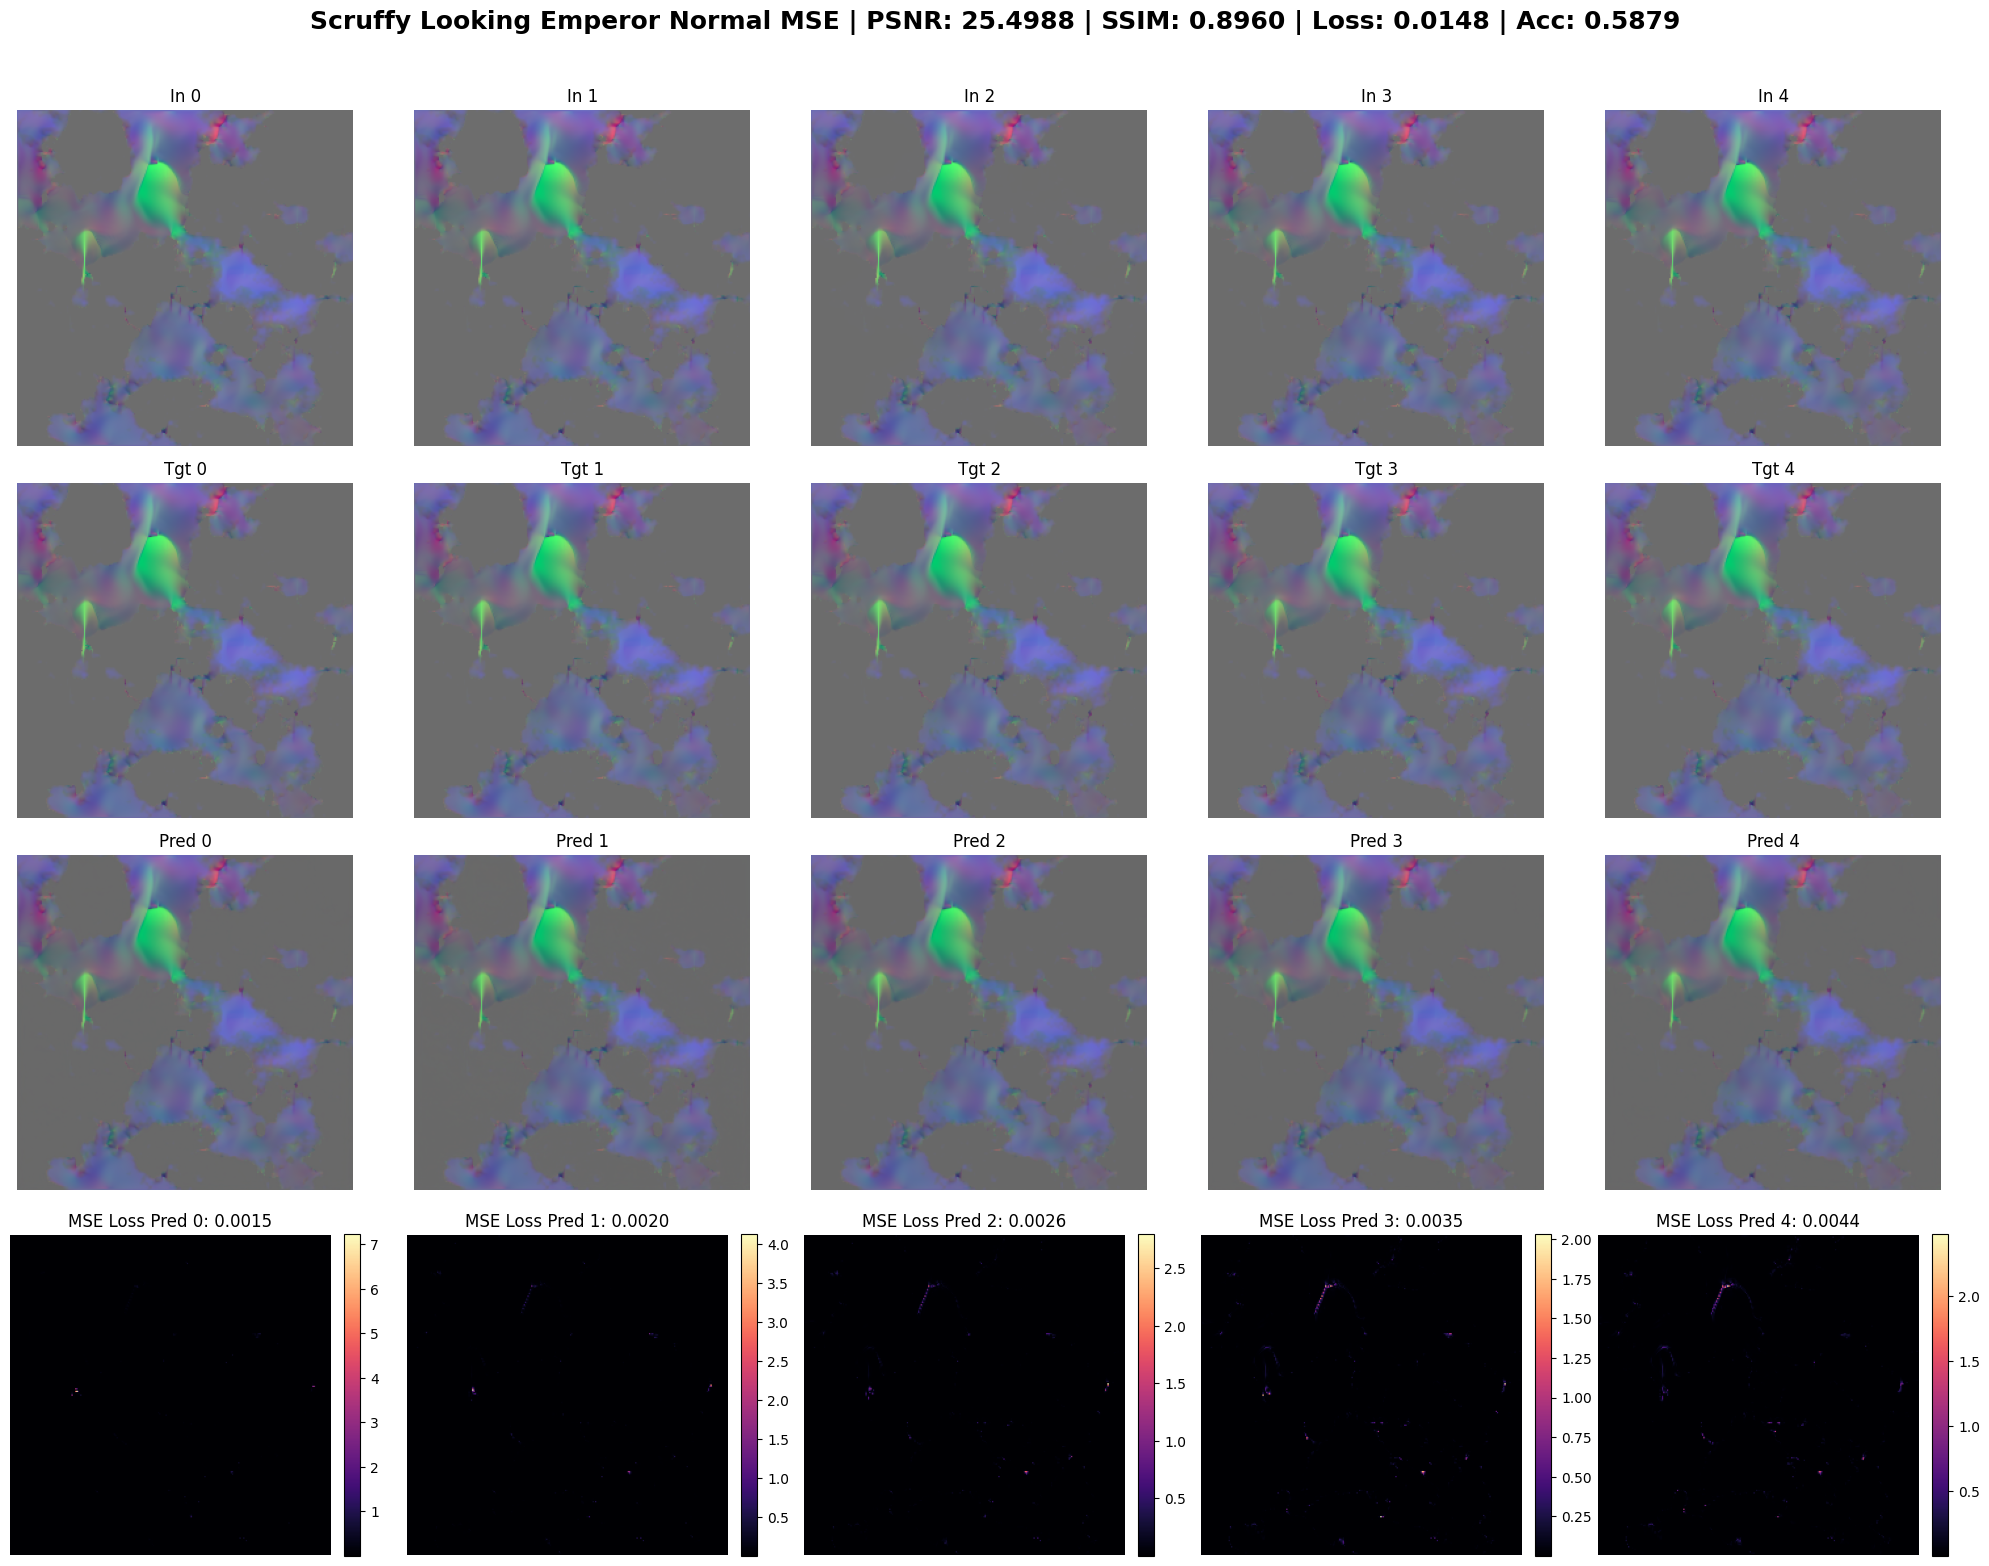 Scruffy Looking Emperor Normal MSE | PSNR: 25.4988 | SSIM: 0.8960 | Loss: 0.0148 | Acc: 0.5879
In 0
In 1
In 2
In 3
In 4
Tgt 0
Tgt 1
Tgt 2
Tgt 3
Tgt 4
Pred 0
Pred 1
Pred 2
Pred 3
Pred 4
MSE Loss Pred 0: 0.0015
7
6
5
4
3
2
1
MSE Loss Pred 1: 0.0020
4.0
3.5
3.0
2.5
2.0
1.5
1.0
0.5
MSE Loss Pred 2: 0.0026
2.5
2.0
1.5
1.0
0.5
MSE Loss Pred 3: 0.0035
2.00
1.75
1.50
1.25
1.00
0.75
0.50
0.25
MSE Loss Pred 4: 0.0044
2.0
1.5
1.0
0.5